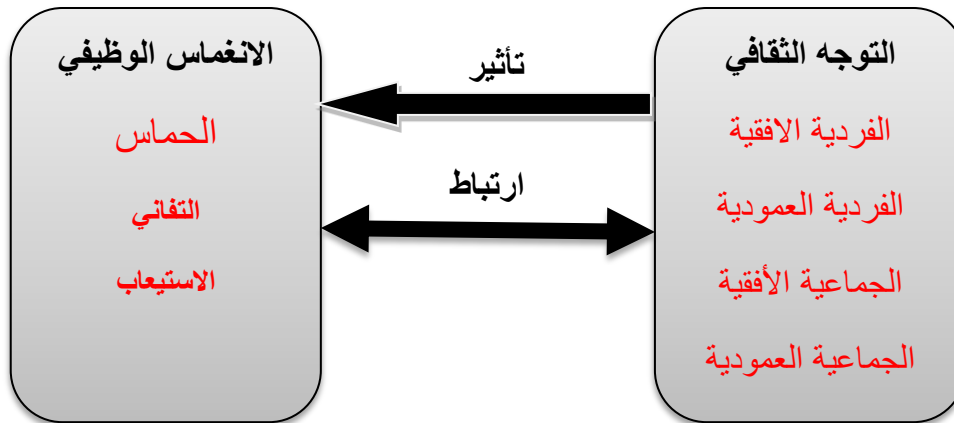 التوجه الثقافي
الفردية الافقية
الفردية العمودية
الجماعية الأفقية
الجماعية العمودية
تأثير
ارتباط
الانغماس الوظيفي
الحماس
التفاني
الاستيعاب